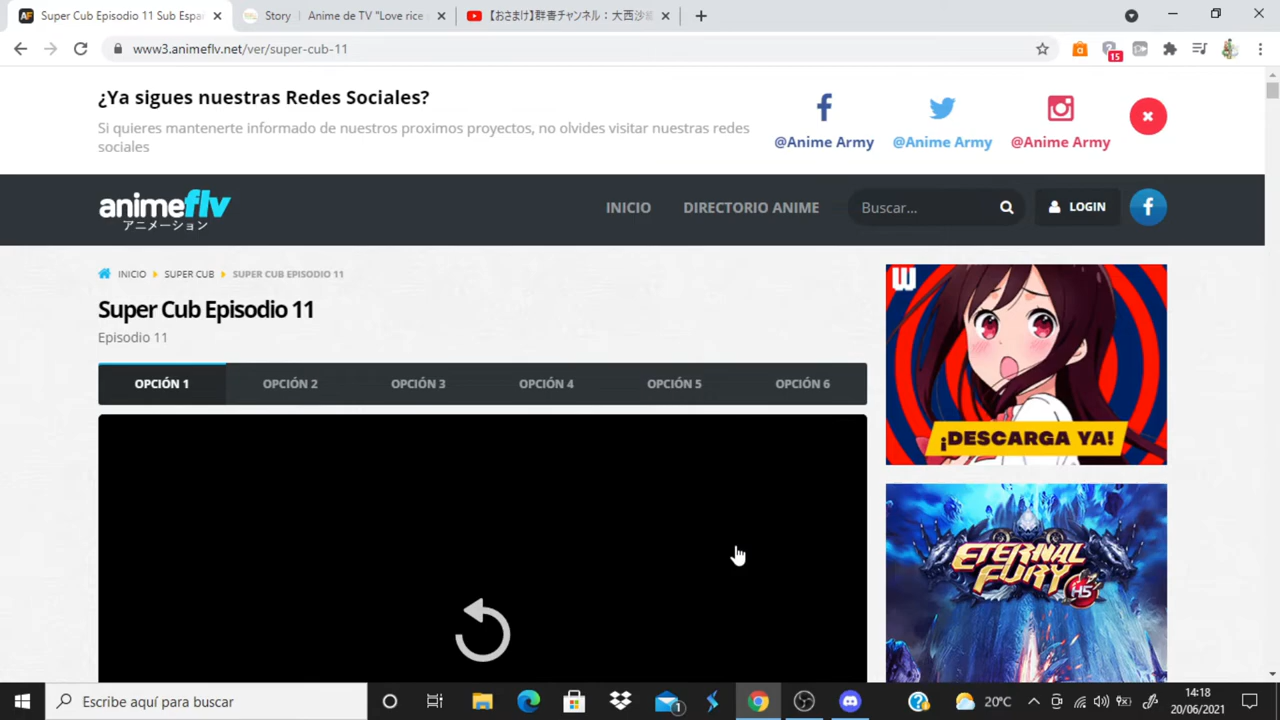 Super Cub Episodio 11 Sub Espa
Story
Anime de TV "Love rice
【おさまけ】群青チャンネル：大西沙織
www3.animeflv.net/ver/super-cub-11
15
¿Ya sigues nuestras Redes Sociales?
Si quieres mantenerte informado de nuestros proximos proyectos, no olvides visitar nuestras redes
sociales
@Anime Army
@Anime Army
@Anime Army
animeflv
アニメーション
INICIO
DIRECTORIO ANIME
Buscar...
LOGIN
INICIO
SUPER CUB
SUPER CUB EPISODIO 11
Super Cub Episodio 11
Episodio 11
OPCIÓN 1
OPCIÓN 2
OPCIÓN 3
OPCIÓN 4
OPCIÓN 5
OPCIÓN 6
W
¡DESCARGA YA!
ETERNAL
FURY
H5
Escribe aquí para buscar
1
20°C
14:18
20/06/2021